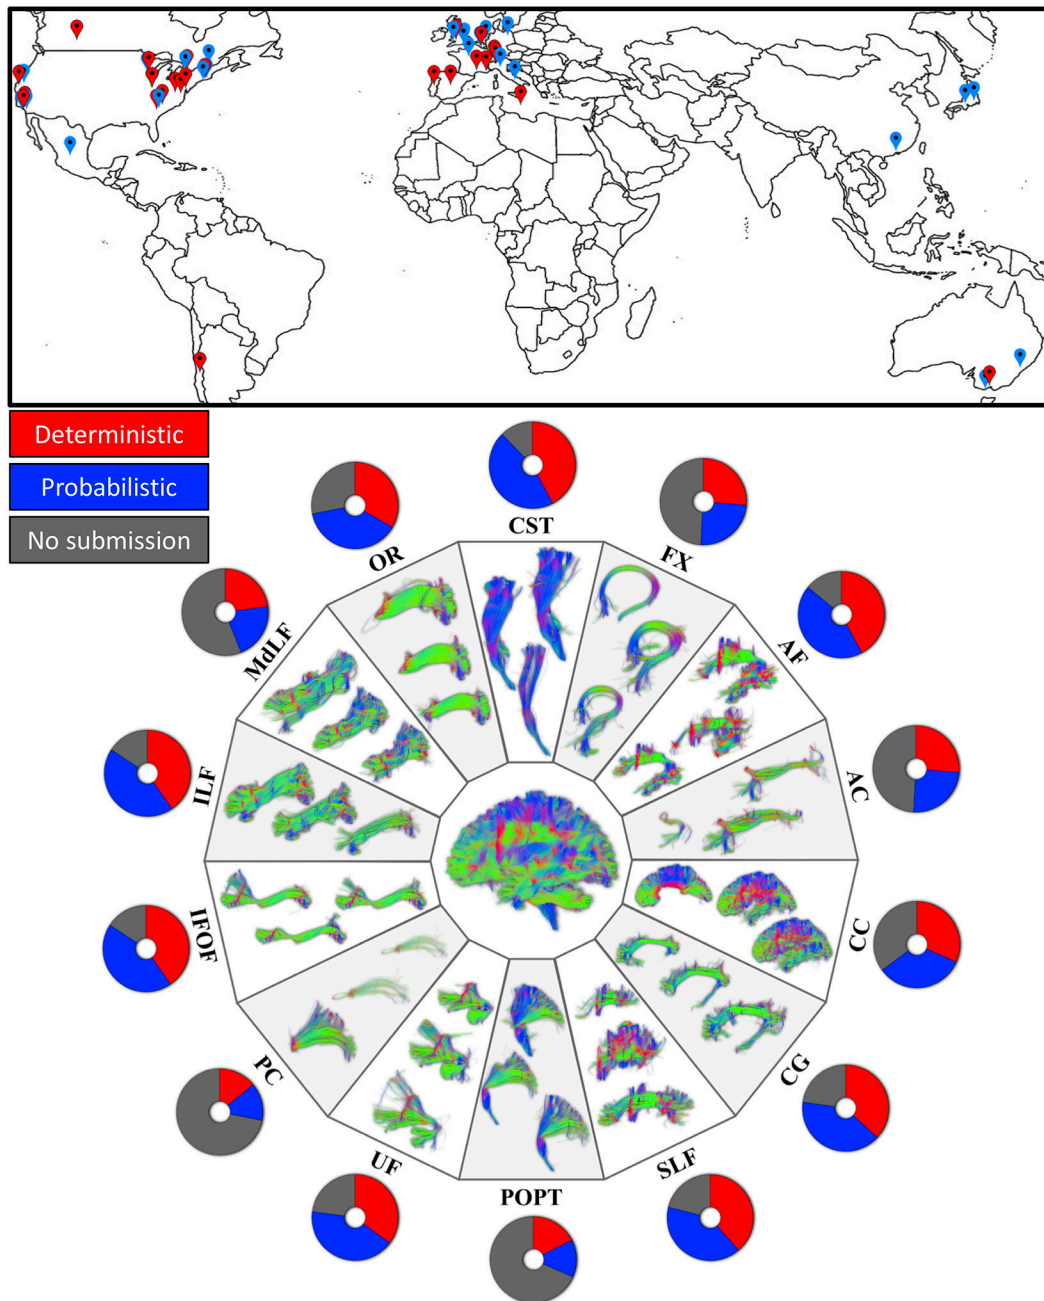 Deterministic
Probabilistic
No submission
CST
OR
FX
MdLF
AF
ILF
AC
IFOF
CC
PC
CG
UF
SLF
POPT